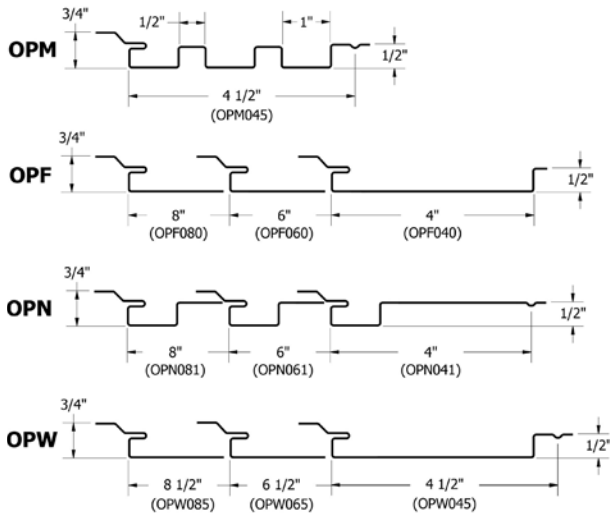 3/4" 1/2" 1"
OPM 1/2"
4 1/2"
(OPM045)
3/4"
OPF 1/2"
8" 6" 4"
(OPF080) (OPF060) (OPF040)
3/4"
OPN 1/2"
8" 6" 4"
(OPN081) (OPN061) (OPN041)
3/4"
OPW 1/2"
8 1/2" 6 1/2" 4 1/2"
(OPW085) (OPW065) (OPW045)